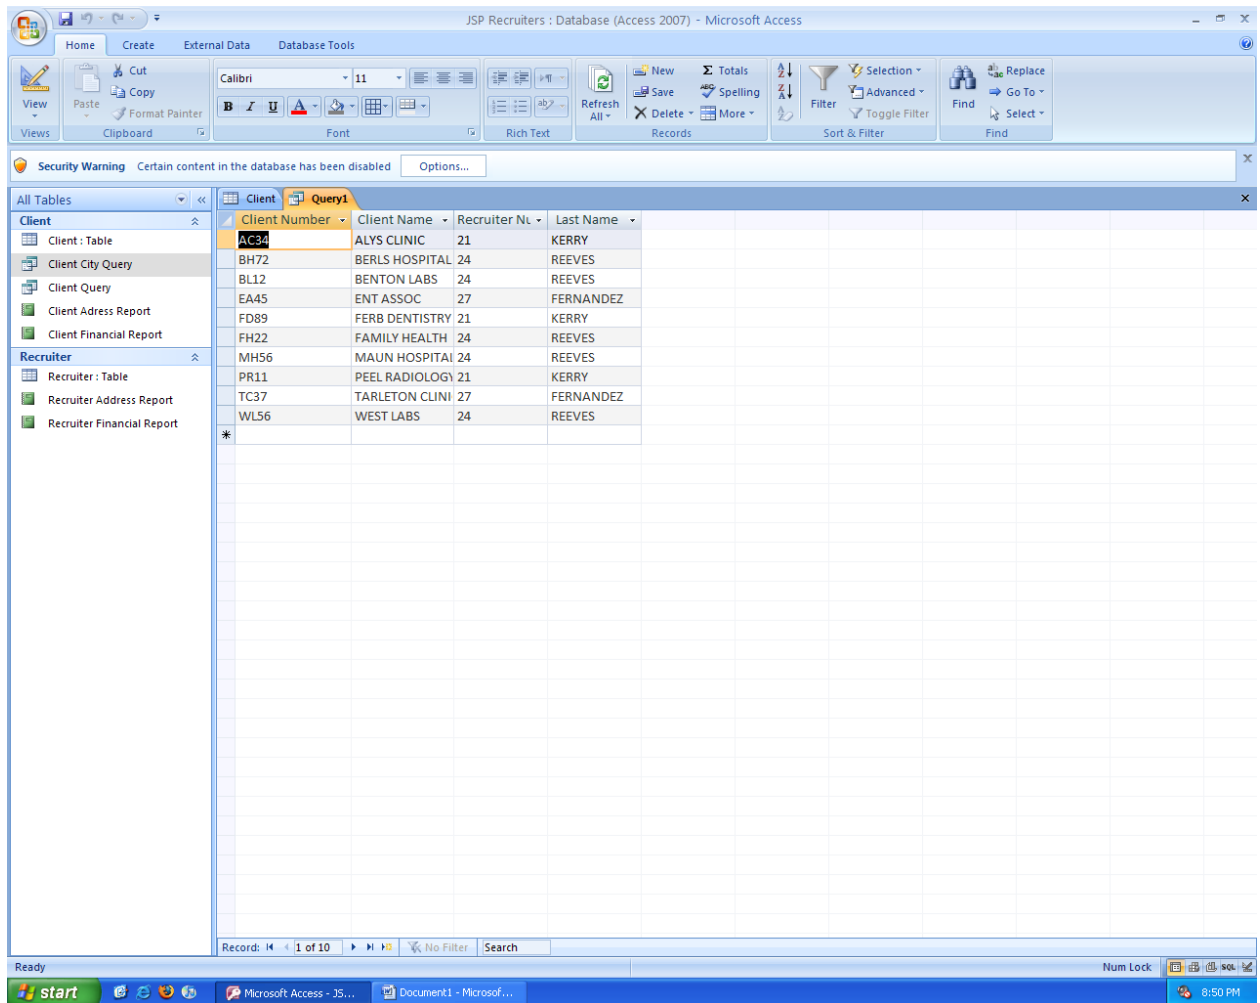 JSP Recruiters : Database (Access 2007) - Microsoft Access
Home Create External Data Database Tools
View
Views
Paste
Cut
Copy
Format Painter
Clipboard
Calibri 11
B I U A
Font
ab
Rich Text
Refresh All
New
Save
Delete
Σ Totals
ABC Spelling
More
Records
Filter
Selection
Advanced
Toggle Filter
Sort & Filter
Find
Replace
Go To
Select
Find
Security Warning Certain content in the database has been disabled Options...
All Tables
Client
Client : Table
Client City Query
Client Query
Client Adress Report
Client Financial Report
Recruiter
Recruiter : Table
Recruiter Address Report
Recruiter Financial Report
Client Query1
Client Number Client Name Recruiter Nu Last Name
AC34 ALYS CLINIC 21 KERRY
BH72 BERLS HOSPITAL 24 REEVES
BL12 BENTON LABS 24 REEVES
EA45 ENT ASSOC 27 FERNANDEZ
FD89 FERB DENTISTRY 21 KERRY
FH22 FAMILY HEALTH 24 REEVES
MH56 MAUN HOSPITAL 24 REEVES
PR11 PEEL RADIOLOGY 21 KERRY
TC37 TARLETON CLINI 27 FERNANDEZ
WL56 WEST LABS 24 REEVES
Record: 1 of 10 No Filter Search
Ready Num Lock SQL
start Microsoft Access - JS... Document1 - Microsof... 8:50 PM